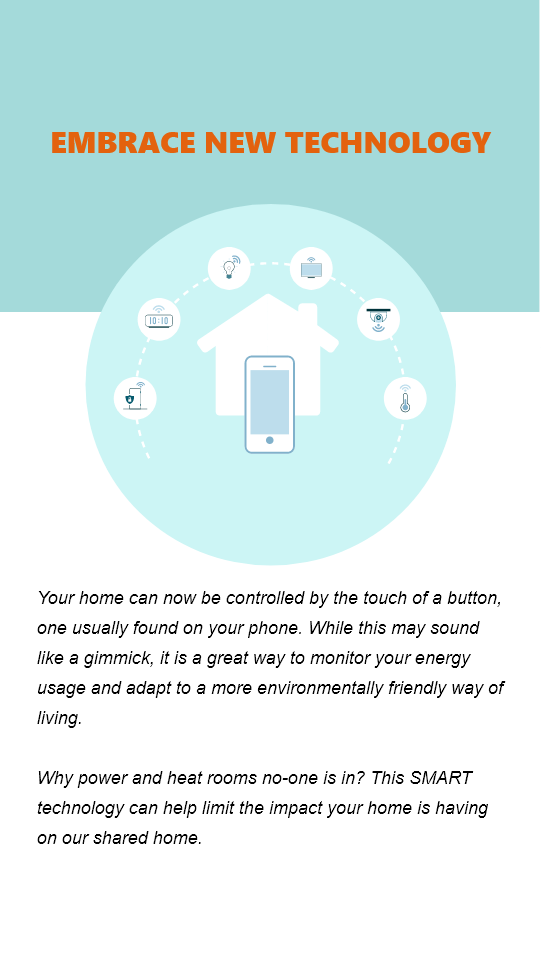 EMBRACE NEW TECHNOLOGY
10:10
Your home can now be controlled by the touch of a button,
one usually found on your phone. While this may sound
like a gimmick, it is a great way to monitor your energy
usage and adapt to a more environmentally friendly way of
living.
Why power and heat rooms no-one is in? This SMART
technology can help limit the impact your home is having
on our shared home.